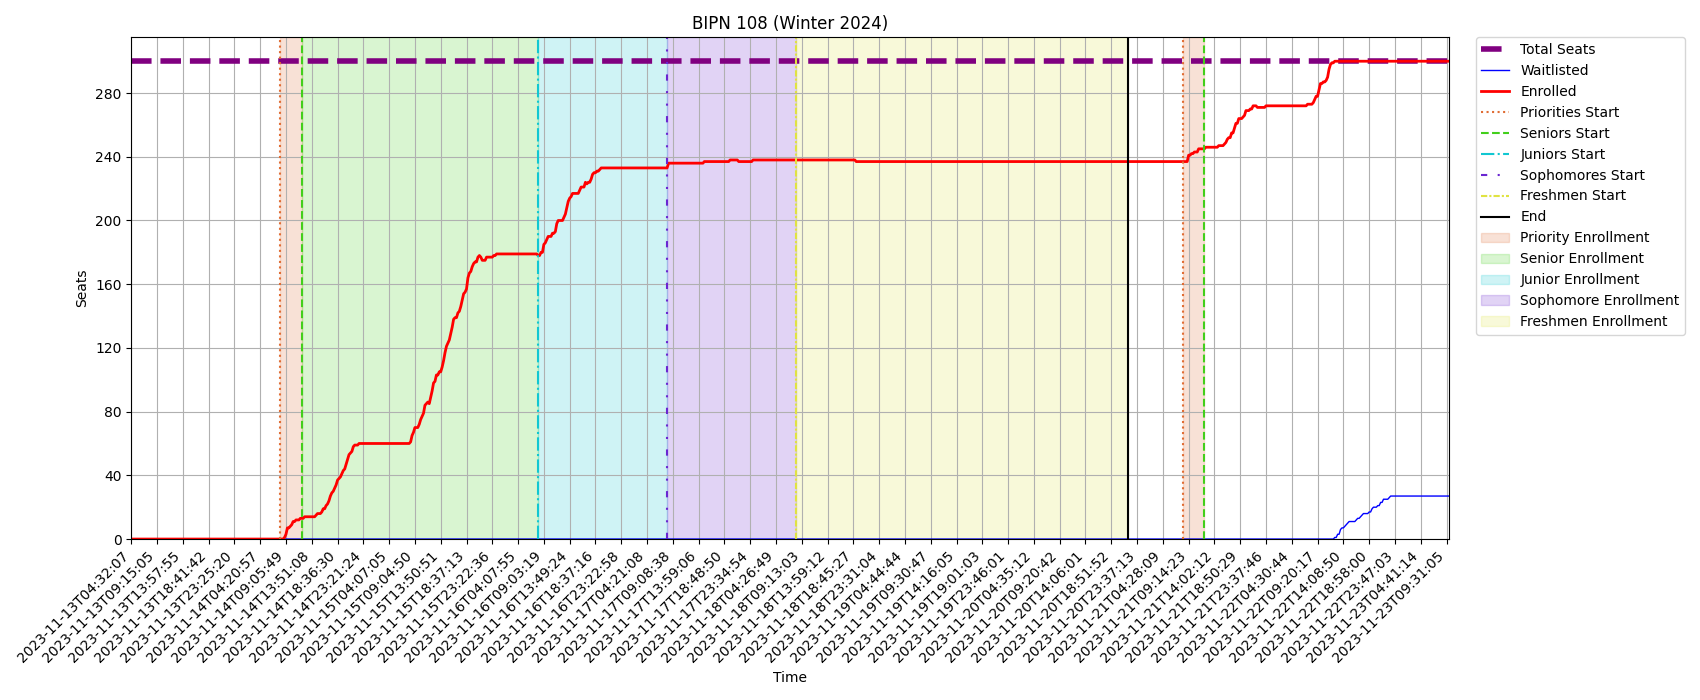 BIPN 108 (Winter 2024)
Seats
280
240
200
160
120
80
40
0
2023-11-13T04:32:07
2023-11-13T09:15:05
2023-11-13T13:57:55
2023-11-13T18:41:42
2023-11-13T23:25:20
2023-11-14T04:20:57
2023-11-14T09:05:49
2023-11-14T13:51:08
2023-11-14T18:36:30
2023-11-14T23:21:24
2023-11-15T04:07:05
2023-11-15T09:04:50
2023-11-15T13:50:51
2023-11-15T18:37:13
2023-11-15T23:22:36
2023-11-16T04:07:55
2023-11-16T09:03:19
2023-11-16T13:49:24
2023-11-16T18:37:16
2023-11-16T23:22:58
2023-11-17T04:21:08
2023-11-17T09:08:38
2023-11-17T13:59:06
2023-11-17T18:48:50
2023-11-17T23:34:54
2023-11-18T04:26:49
2023-11-18T09:13:03
2023-11-18T13:59:12
2023-11-18T18:45:27
2023-11-18T23:31:04
2023-11-19T04:44:44
2023-11-19T09:30:47
2023-11-19T14:16:05
2023-11-19T19:01:03
2023-11-19T23:46:01
2023-11-20T04:35:12
2023-11-20T09:20:42
2023-11-20T14:06:01
2023-11-20T18:51:52
2023-11-20T23:37:13
2023-11-21T04:28:09
2023-11-21T09:14:23
2023-11-21T14:02:12
2023-11-21T18:50:29
2023-11-21T23:37:46
2023-11-22T04:30:44
2023-11-22T09:20:17
2023-11-22T14:08:50
2023-11-22T18:58:00
2023-11-22T23:47:03
2023-11-23T04:41:14
2023-11-23T09:31:05
Time
Total Seats
Waitlisted
Enrolled
Priorities Start
Seniors Start
Juniors Start
Sophomores Start
Freshmen Start
End
Priority Enrollment
Senior Enrollment
Junior Enrollment
Sophomore Enrollment
Freshmen Enrollment